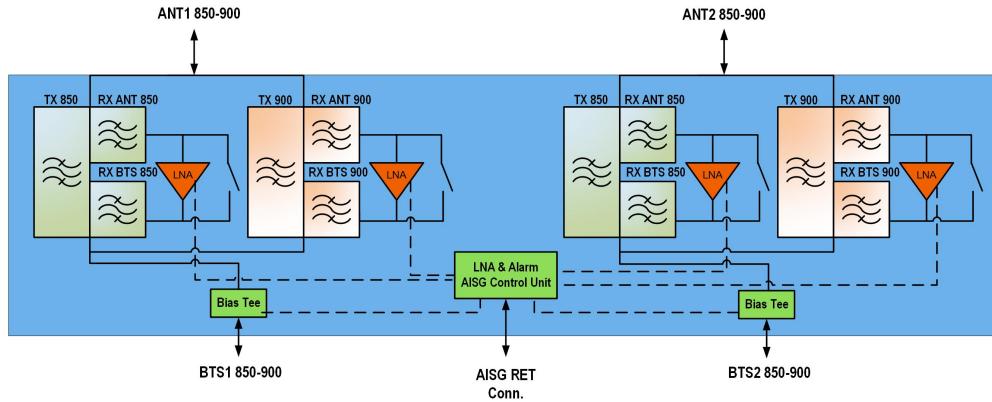 ANT1 850-900
ANT2 850-900
TX 850
RX ANT 850
TX 900
RX ANT 900
TX 850
RX ANT 850
TX 900
RX ANT 900
LNA
LNA
LNA
LNA
RX BTS 850
RX BTS 900
RX BTS 850
RX BTS 900
LNA & Alarm
AISG Control Unit
Bias Tee
Bias Tee
BTS1 850-900
AISG RET
Conn.
BTS2 850-900